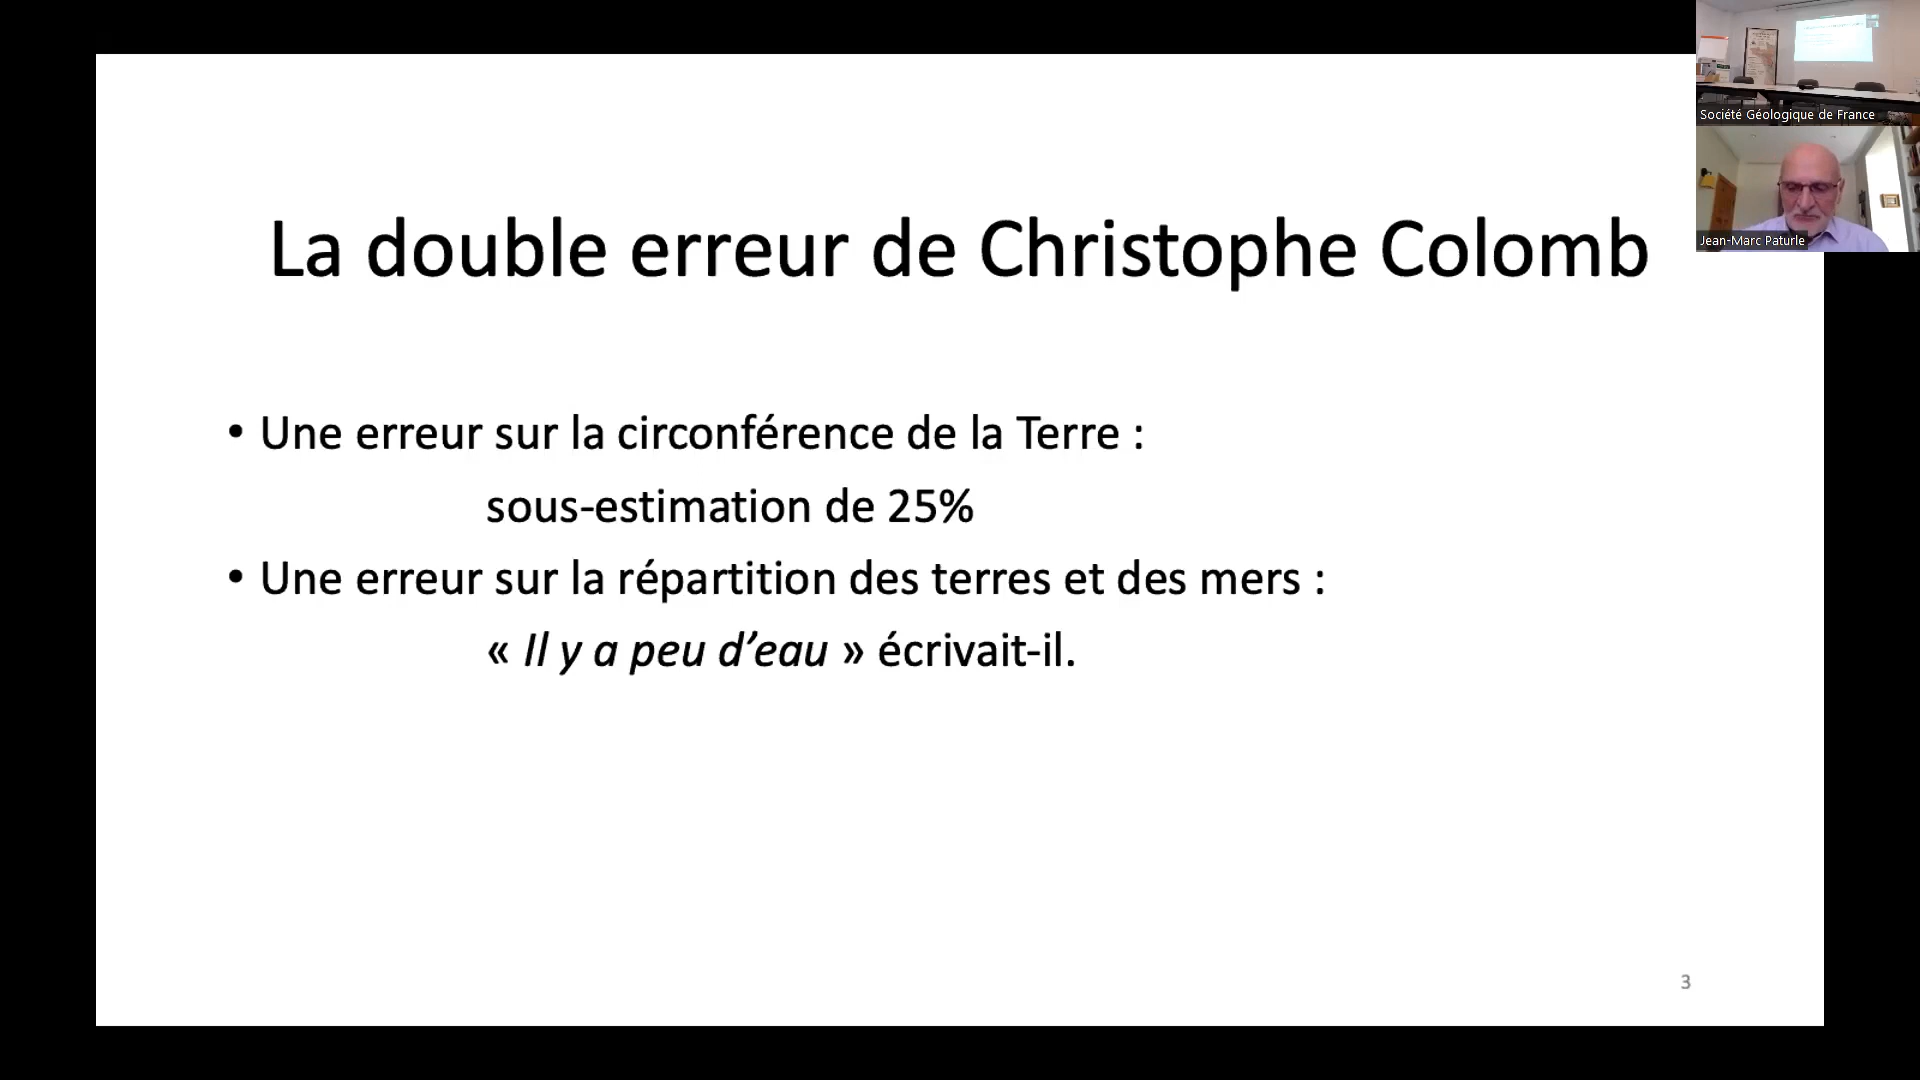 La double erreur de Christophe Colomb
• Une erreur sur la circonférence de la Terre :
sous-estimation de 25%
• Une erreur sur la répartition des terres et des mers :
« Il y a peu d’eau » écrivait-il.
3
Société Géologique de France
Jean-Marc Paturle